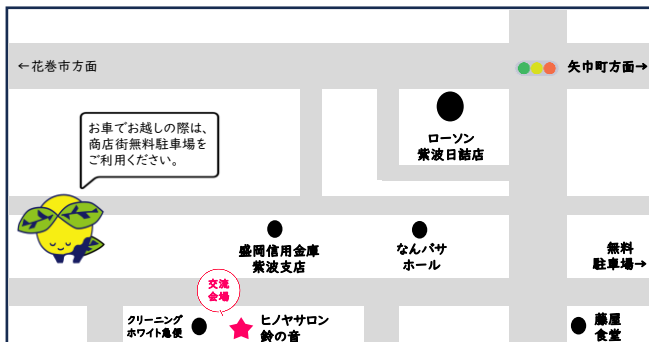 ←花巻市方面
矢巾町方面→
お車でお越しの際は、
商店街無料駐車場を
ご利用ください。
ローソン
紫波日詰店
盛岡信用金庫
紫波支店
なんバサ
ホール
無料
駐車場→
交流
会場
クリーニング
ホワイト急便
ヒノヤサロン
鈴の音
藤屋
食堂